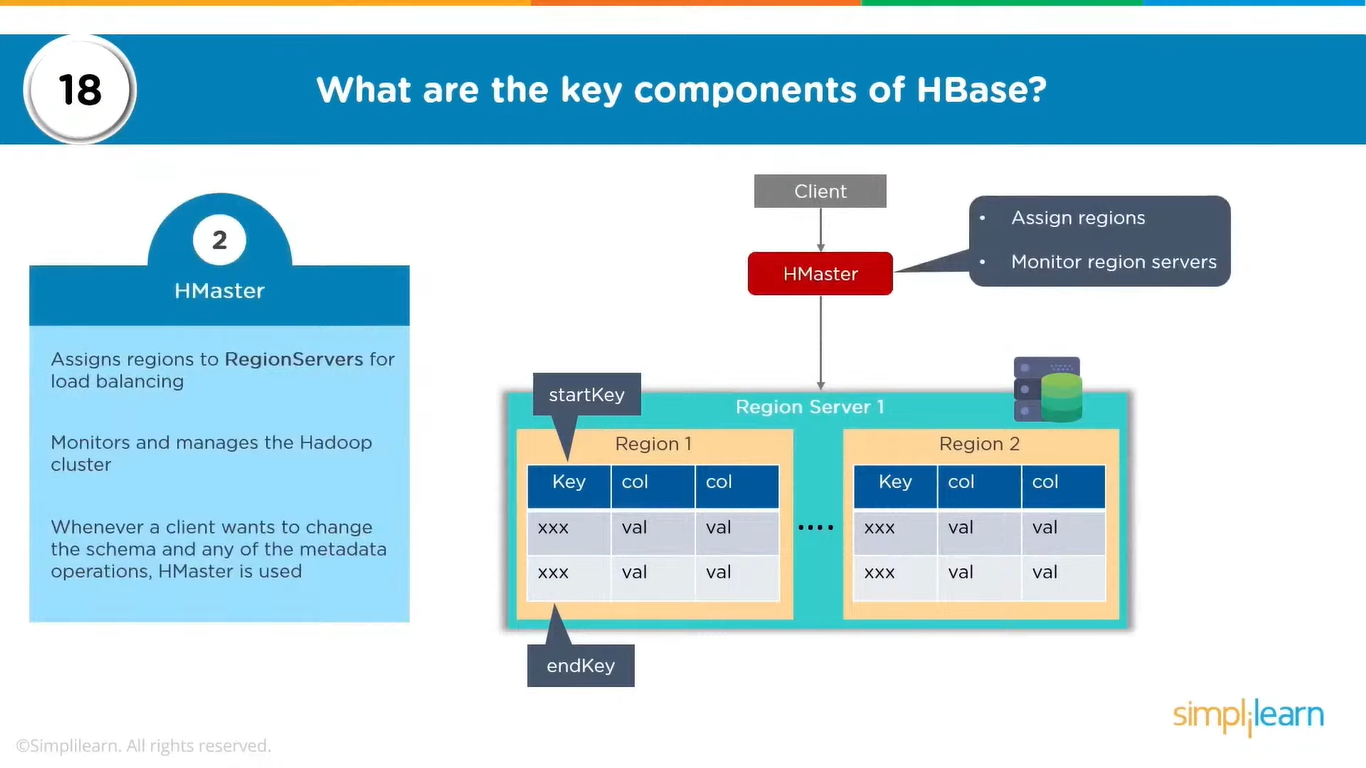 18
What are the key components of HBase?
2
HMaster
Assigns regions to RegionServers for
load balancing
Monitors and manages the Hadoop
cluster
Whenever a client wants to change
the schema and any of the metadata
operations, HMaster is used
Client
HMaster
• Assign regions
• Monitor region servers
startKey
Region Server 1
Region 1
Key col col
xxx val val
xxx val val
....
Region 2
Key col col
xxx val val
xxx val val
endKey
simplilearn
©Simplilearn. All rights reserved.